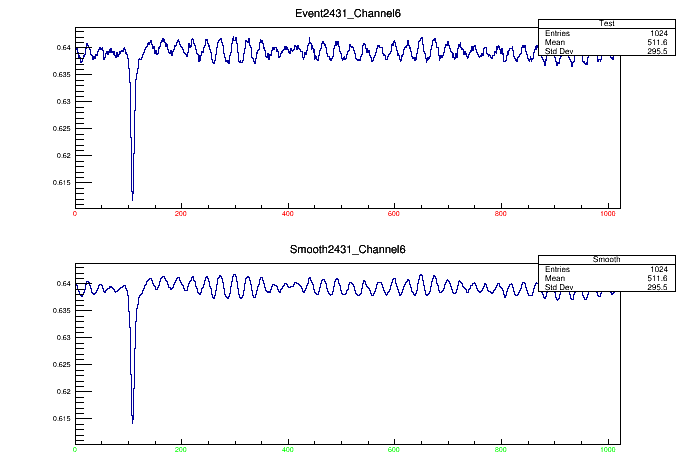 Event2431_Channel6
Test
Entries 1024
Mean 511.6
Std Dev 295.5
0.64
0.635
0.63
0.625
0.62
0.615
0 200 400 600 800 1000
Smooth2431_Channel6
Smooth
Entries 1024
Mean 511.6
Std Dev 295.5
0.64
0.635
0.63
0.625
0.62
0.615
0 200 400 600 800 1000